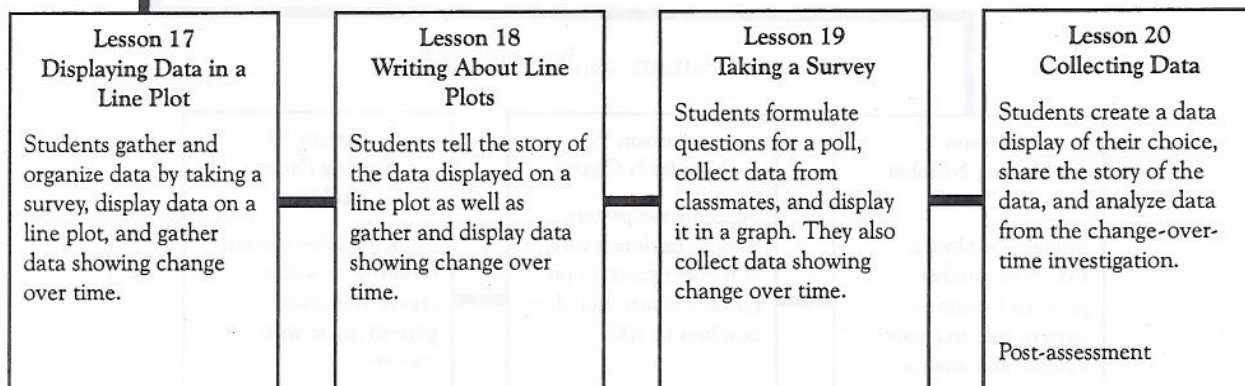 Lesson 17
Displaying Data in a
Line Plot
Students gather and
organize data by taking a
survey, display data on a
line plot, and gather
data showing change
over time.
Lesson 18
Writing About Line
Plots
Students tell the story of
the data displayed on a
line plot as well as
gather and display data
showing change over
time.
Lesson 19
Taking a Survey
Students formulate
questions for a poll,
collect data from
classmates, and display
it in a graph. They also
collect data showing
change over time.
Lesson 20
Collecting Data
Students create a data
display of their choice,
share the story of the
data, and analyze data
from the change-over-
time investigation.
Post-assessment